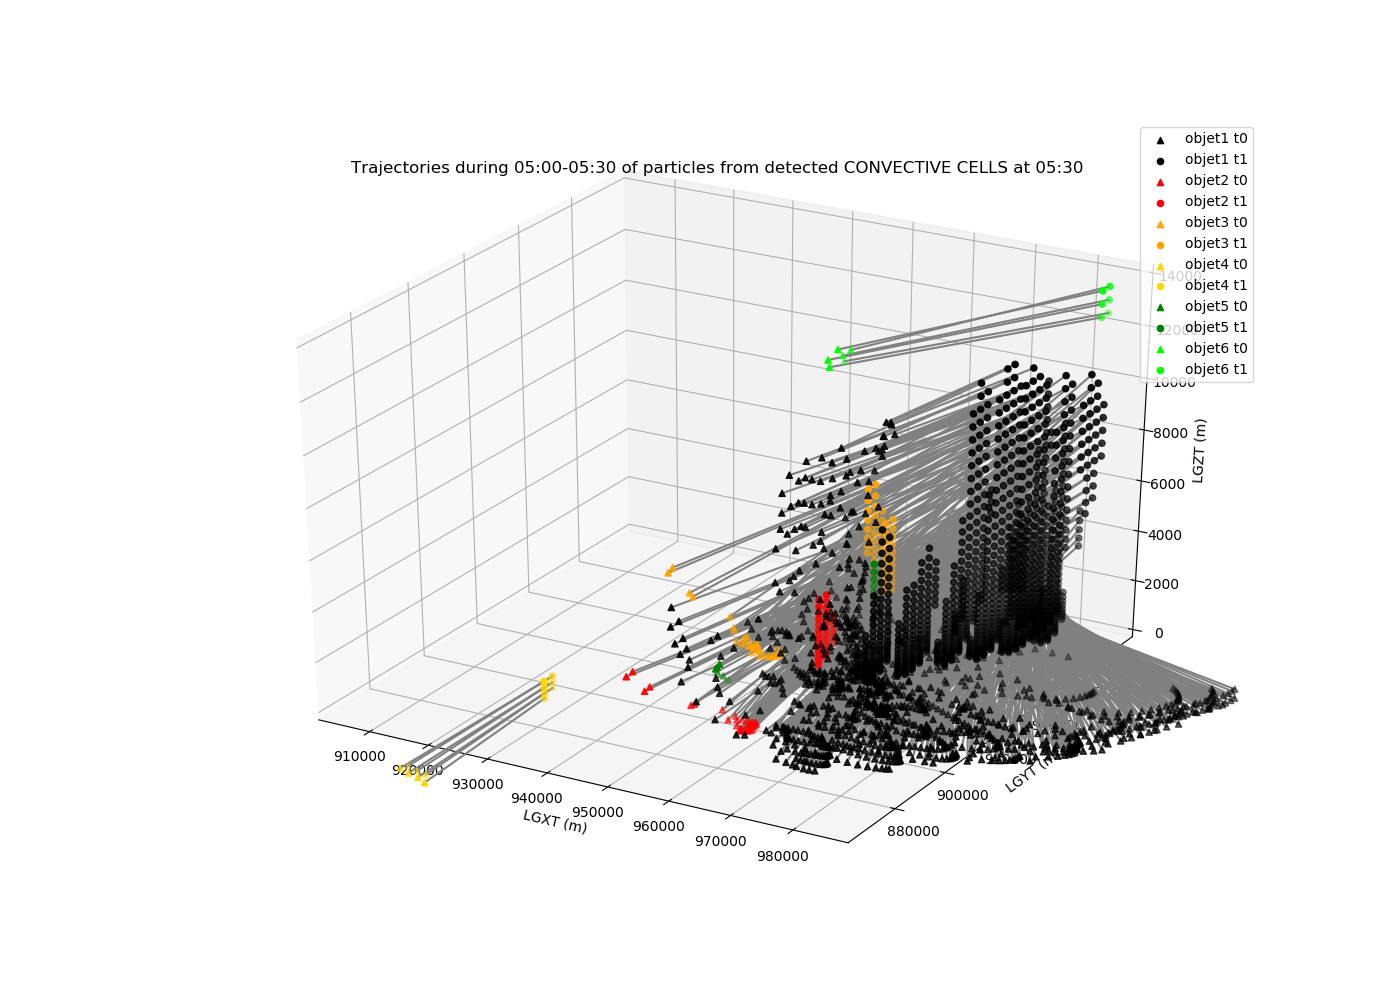 Trajectories during 05:00-05:30 of particles from detected CONVECTIVE CELLS at 05:30
objet1 t0
objet1 t1
objet2 t0
objet2 t1
objet3 t0
objet3 t1
objet4 t0
objet4 t1
objet5 t0
objet5 t1
objet6 t0
objet6 t1
14000
12000
10000
8000
6000
4000
2000
0
LGZT (m)
910000
920000
930000
940000
950000
960000
970000
980000
LGXT (m)
880000
900000
LGYT (m)